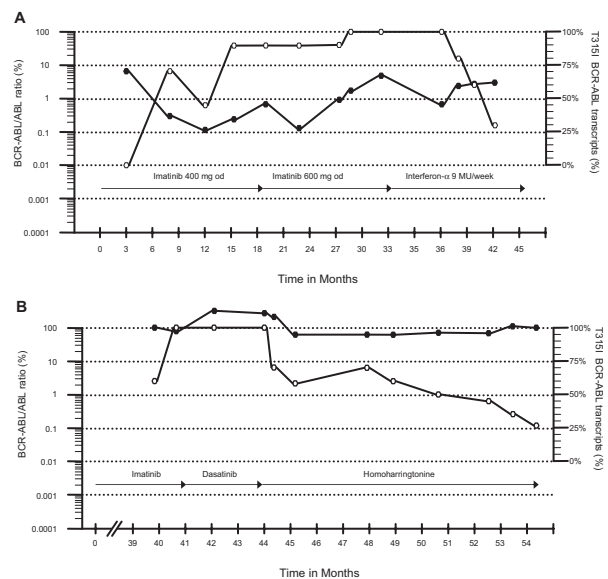 A
100
10
1
0.1
0.01
0.001
0.0001
BCR-ABL/ABL ratio (%)
100%
75%
50%
25%
0%
T315I BCR-ABL
transcripts (%)
Imatinib 400 mg od
Imatinib 600 mg od
Interferon-α 9 MU/week
0 3 6 9 12 15 18 19 24 27 30 33 36 39 42 45
Time in Months
B
100
10
1
0.1
0.01
0.001
0.0001
BCR-ABL/ABL ratio (%)
100%
75%
50%
25%
0%
T315I BCR-ABL
transcripts (%)
Imatinib
Dasatinib
Homoharringtonine
0 39 40 41 42 43 44 45 46 47 48 49 50 51 52 53 54
Time in Months